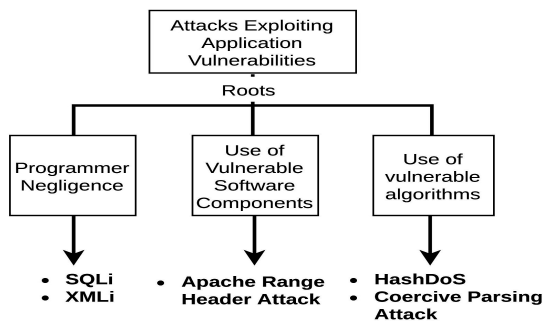 Attacks Exploiting
Application
Vulnerabilities
Roots
Programmer
Negligence
Use of
Vulnerable
Software
Components
Use of
vulnerable
algorithms
• SQLi
• XMLi
• Apache Range
Header Attack
• HashDoS
• Coercive Parsing
Attack